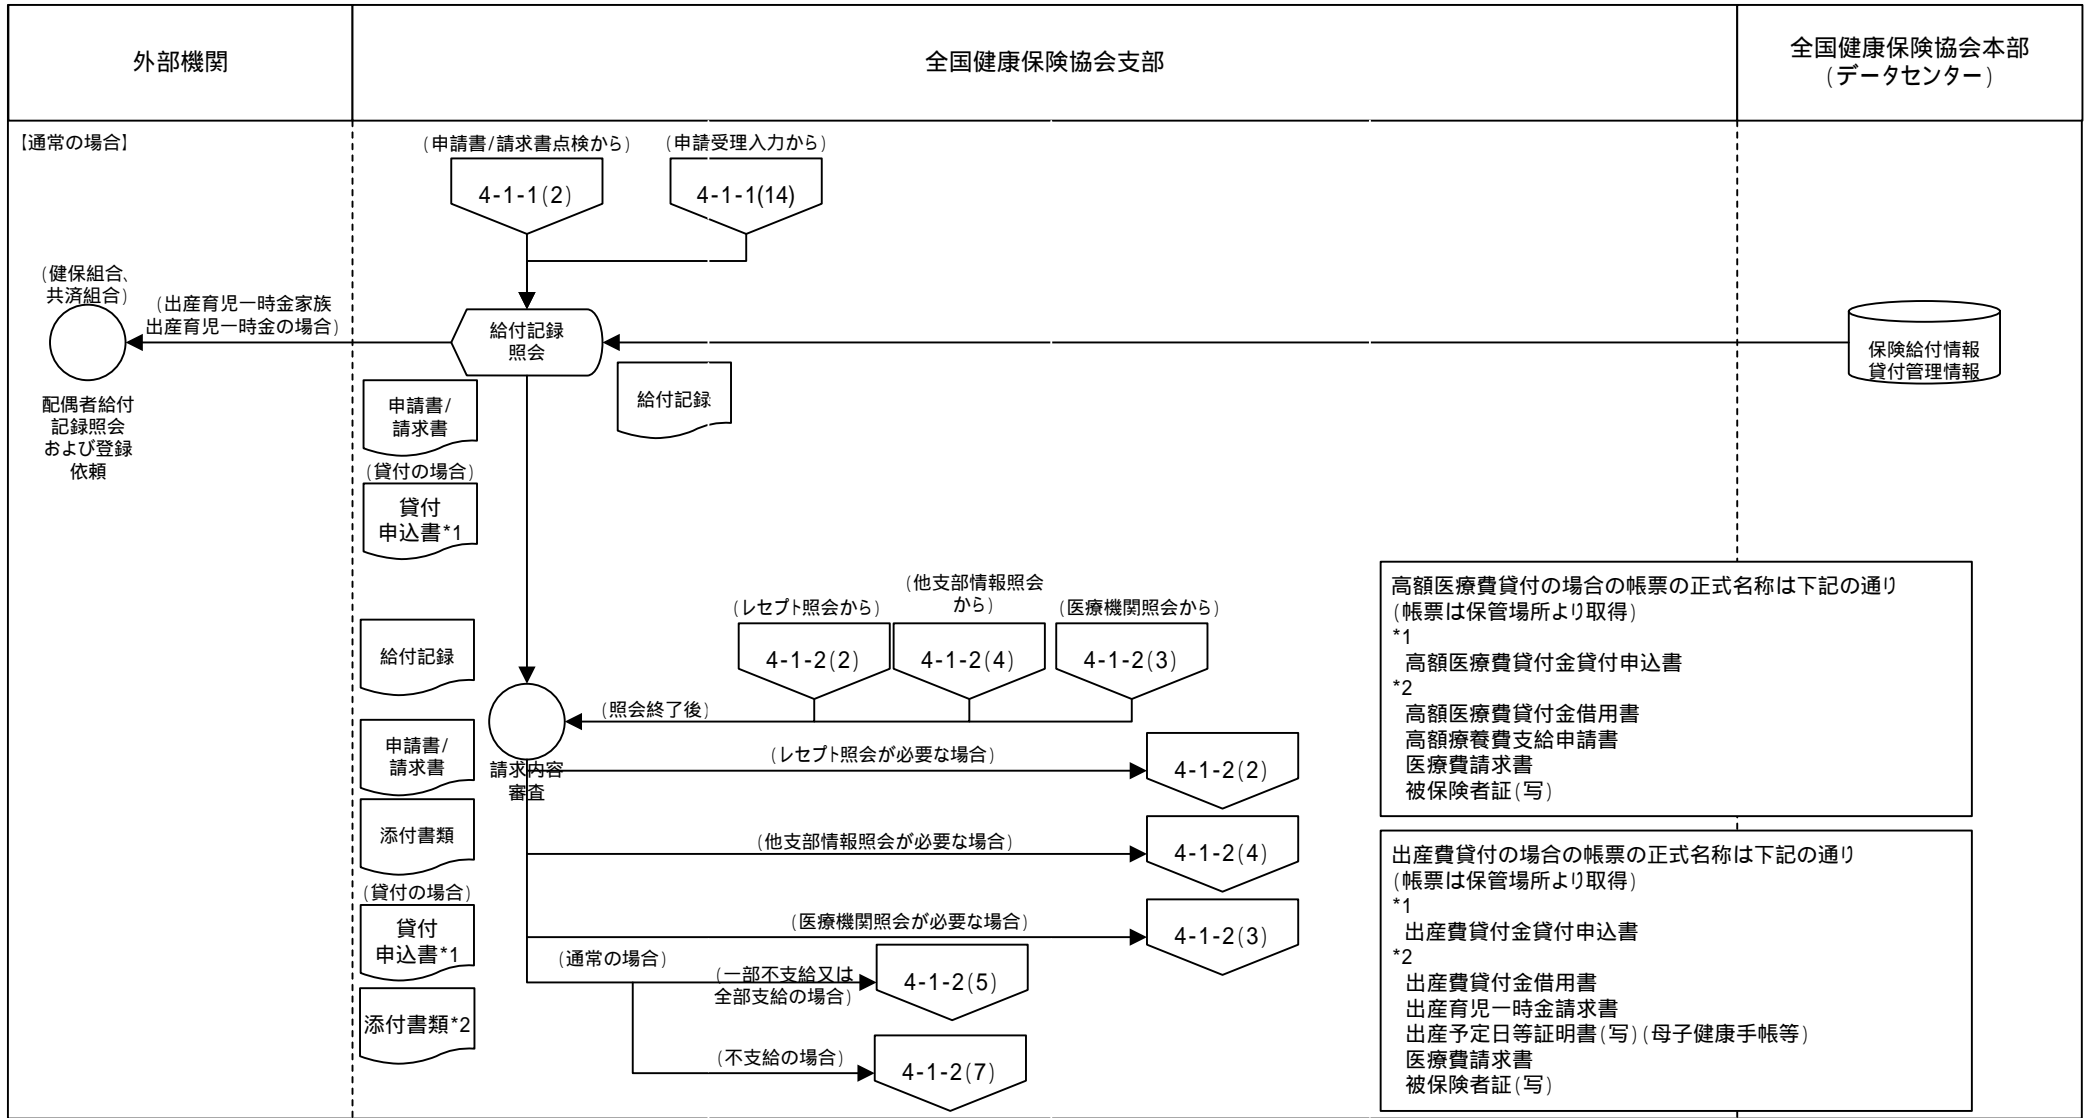 外部機関
全国健康保険協会支部
全国健康保険協会本部
(データセンター)
【通常の場合】
(申請書/請求書点検から)
(申請受理入力から)
4-1-1(2)
4-1-1(14)
(健保組合、
共済組合)
(出産育児一時金家族
出産育児一時金の場合)
給付記録
照会
保険給付情報
貸付管理情報
配偶者給付
記録照会
および登録
依頼
申請書/
請求書
給付記録
(貸付の場合)
貸付
申込書*1
(レセプト照会から)
(他支部情報照会
から)
(医療機関照会から)
4-1-2(2)
4-1-2(4)
4-1-2(3)
給付記録
(照会終了後)
申請書/
請求書
請求内容
審査
(レセプト照会が必要な場合)
4-1-2(2)
添付書類
(他支部情報照会が必要な場合)
4-1-2(4)
(貸付の場合)
貸付
申込書*1
(医療機関照会が必要な場合)
4-1-2(3)
(通常の場合)
(一部不支給又は
全部支給の場合)
4-1-2(5)
添付書類*2
(不支給の場合)
4-1-2(7)
高額医療費貸付の場合の帳票の正式名称は下記の通り
(帳票は保管場所より取得)
*1
高額医療費貸付金貸付申込書
*2
高額医療費貸付金借用書
高額療養費支給申請書
医療費請求書
被保険者証(写)
出産費貸付の場合の帳票の正式名称は下記の通り
(帳票は保管場所より取得)
*1
出産費貸付金貸付申込書
*2
出産費貸付金借用書
出産育児一時金請求書
出産予定日等証明書(写)(母子健康手帳等)
医療費請求書
被保険者証(写)